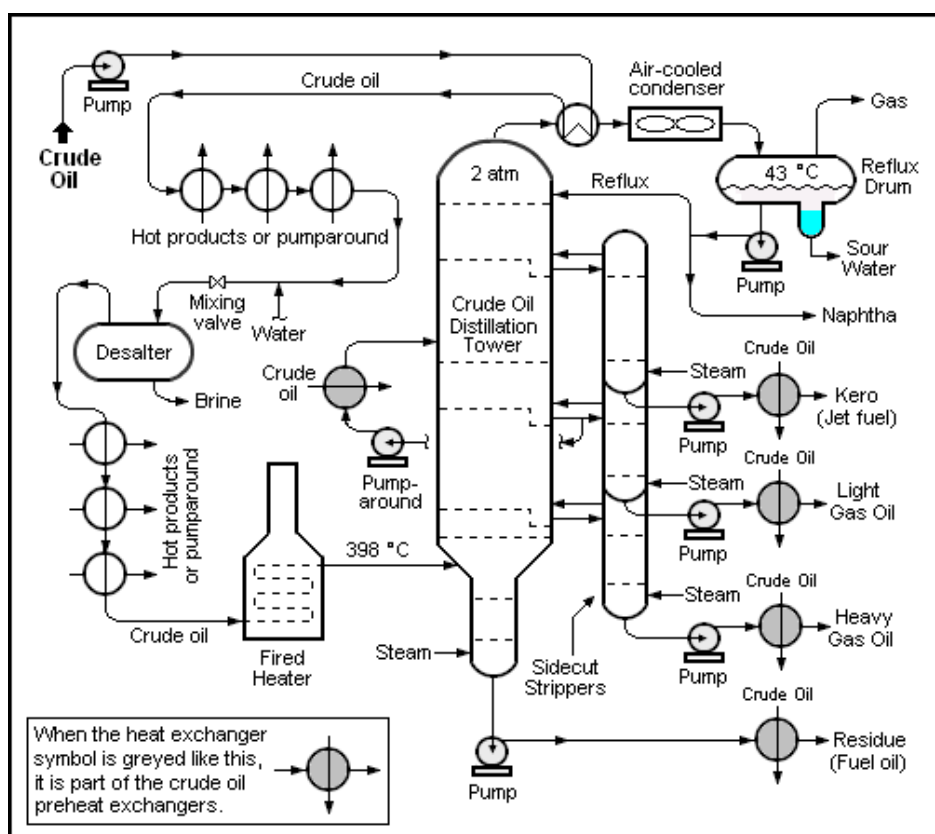 Pump
Crude oil
Air-cooled
condenser
Gas
Crude
Oil
2 atm
Reflux
43 °C
Reflux
Drum
Hot products or pumparound
Sour
Water
Pump
Mixing
valve
Water
Naphtha
Desalter
Crude Oil
Distillation
Tower
Crude
oil
Brine
Steam
Crude Oil
Kero
(Jet fuel)
Pump
Pump-
around
Hot products
or pumparound
Steam
Crude Oil
Light
Gas Oil
Pump
398 °C
Steam
Crude Oil
Heavy
Gas Oil
Pump
Crude oil
Fired
Heater
Steam
Sidecut
Strippers
Crude Oil
Residue
(Fuel oil)
Pump
When the heat exchanger
symbol is greyed like this,
it is part of the crude oil
preheat exchangers.